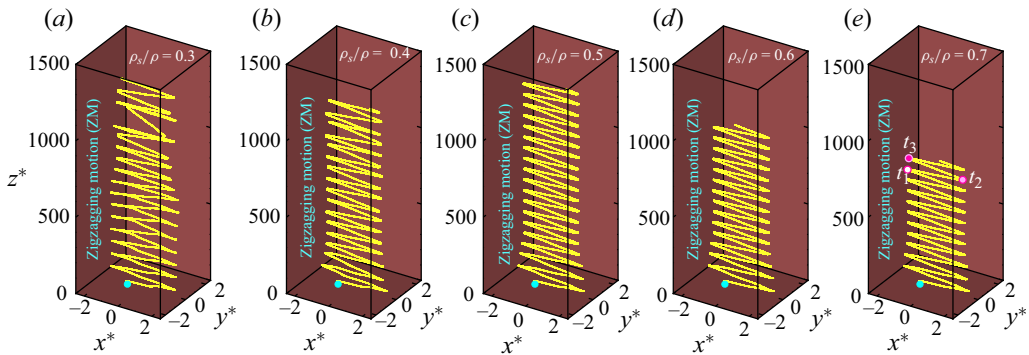 (a)
ρs/ρ = 0.3
Zigzagging motion (ZM)
z*
1500
1000
500
0
−2
0
2
x*
−2
0
2
y*
(b)
ρs/ρ = 0.4
Zigzagging motion (ZM)
1500
1000
500
0
−2
0
2
x*
−2
0
2
y*
(c)
ρs/ρ = 0.5
Zigzagging motion (ZM)
1500
1000
500
0
−2
0
2
x*
−2
0
2
y*
(d)
ρs/ρ = 0.6
Zigzagging motion (ZM)
1500
1000
500
0
−2
0
2
x*
−2
0
2
y*
(e)
ρs/ρ = 0.7
Zigzagging motion (ZM)
t3
t1
t2
1500
1000
500
0
−2
0
2
x*
−2
0
2
y*